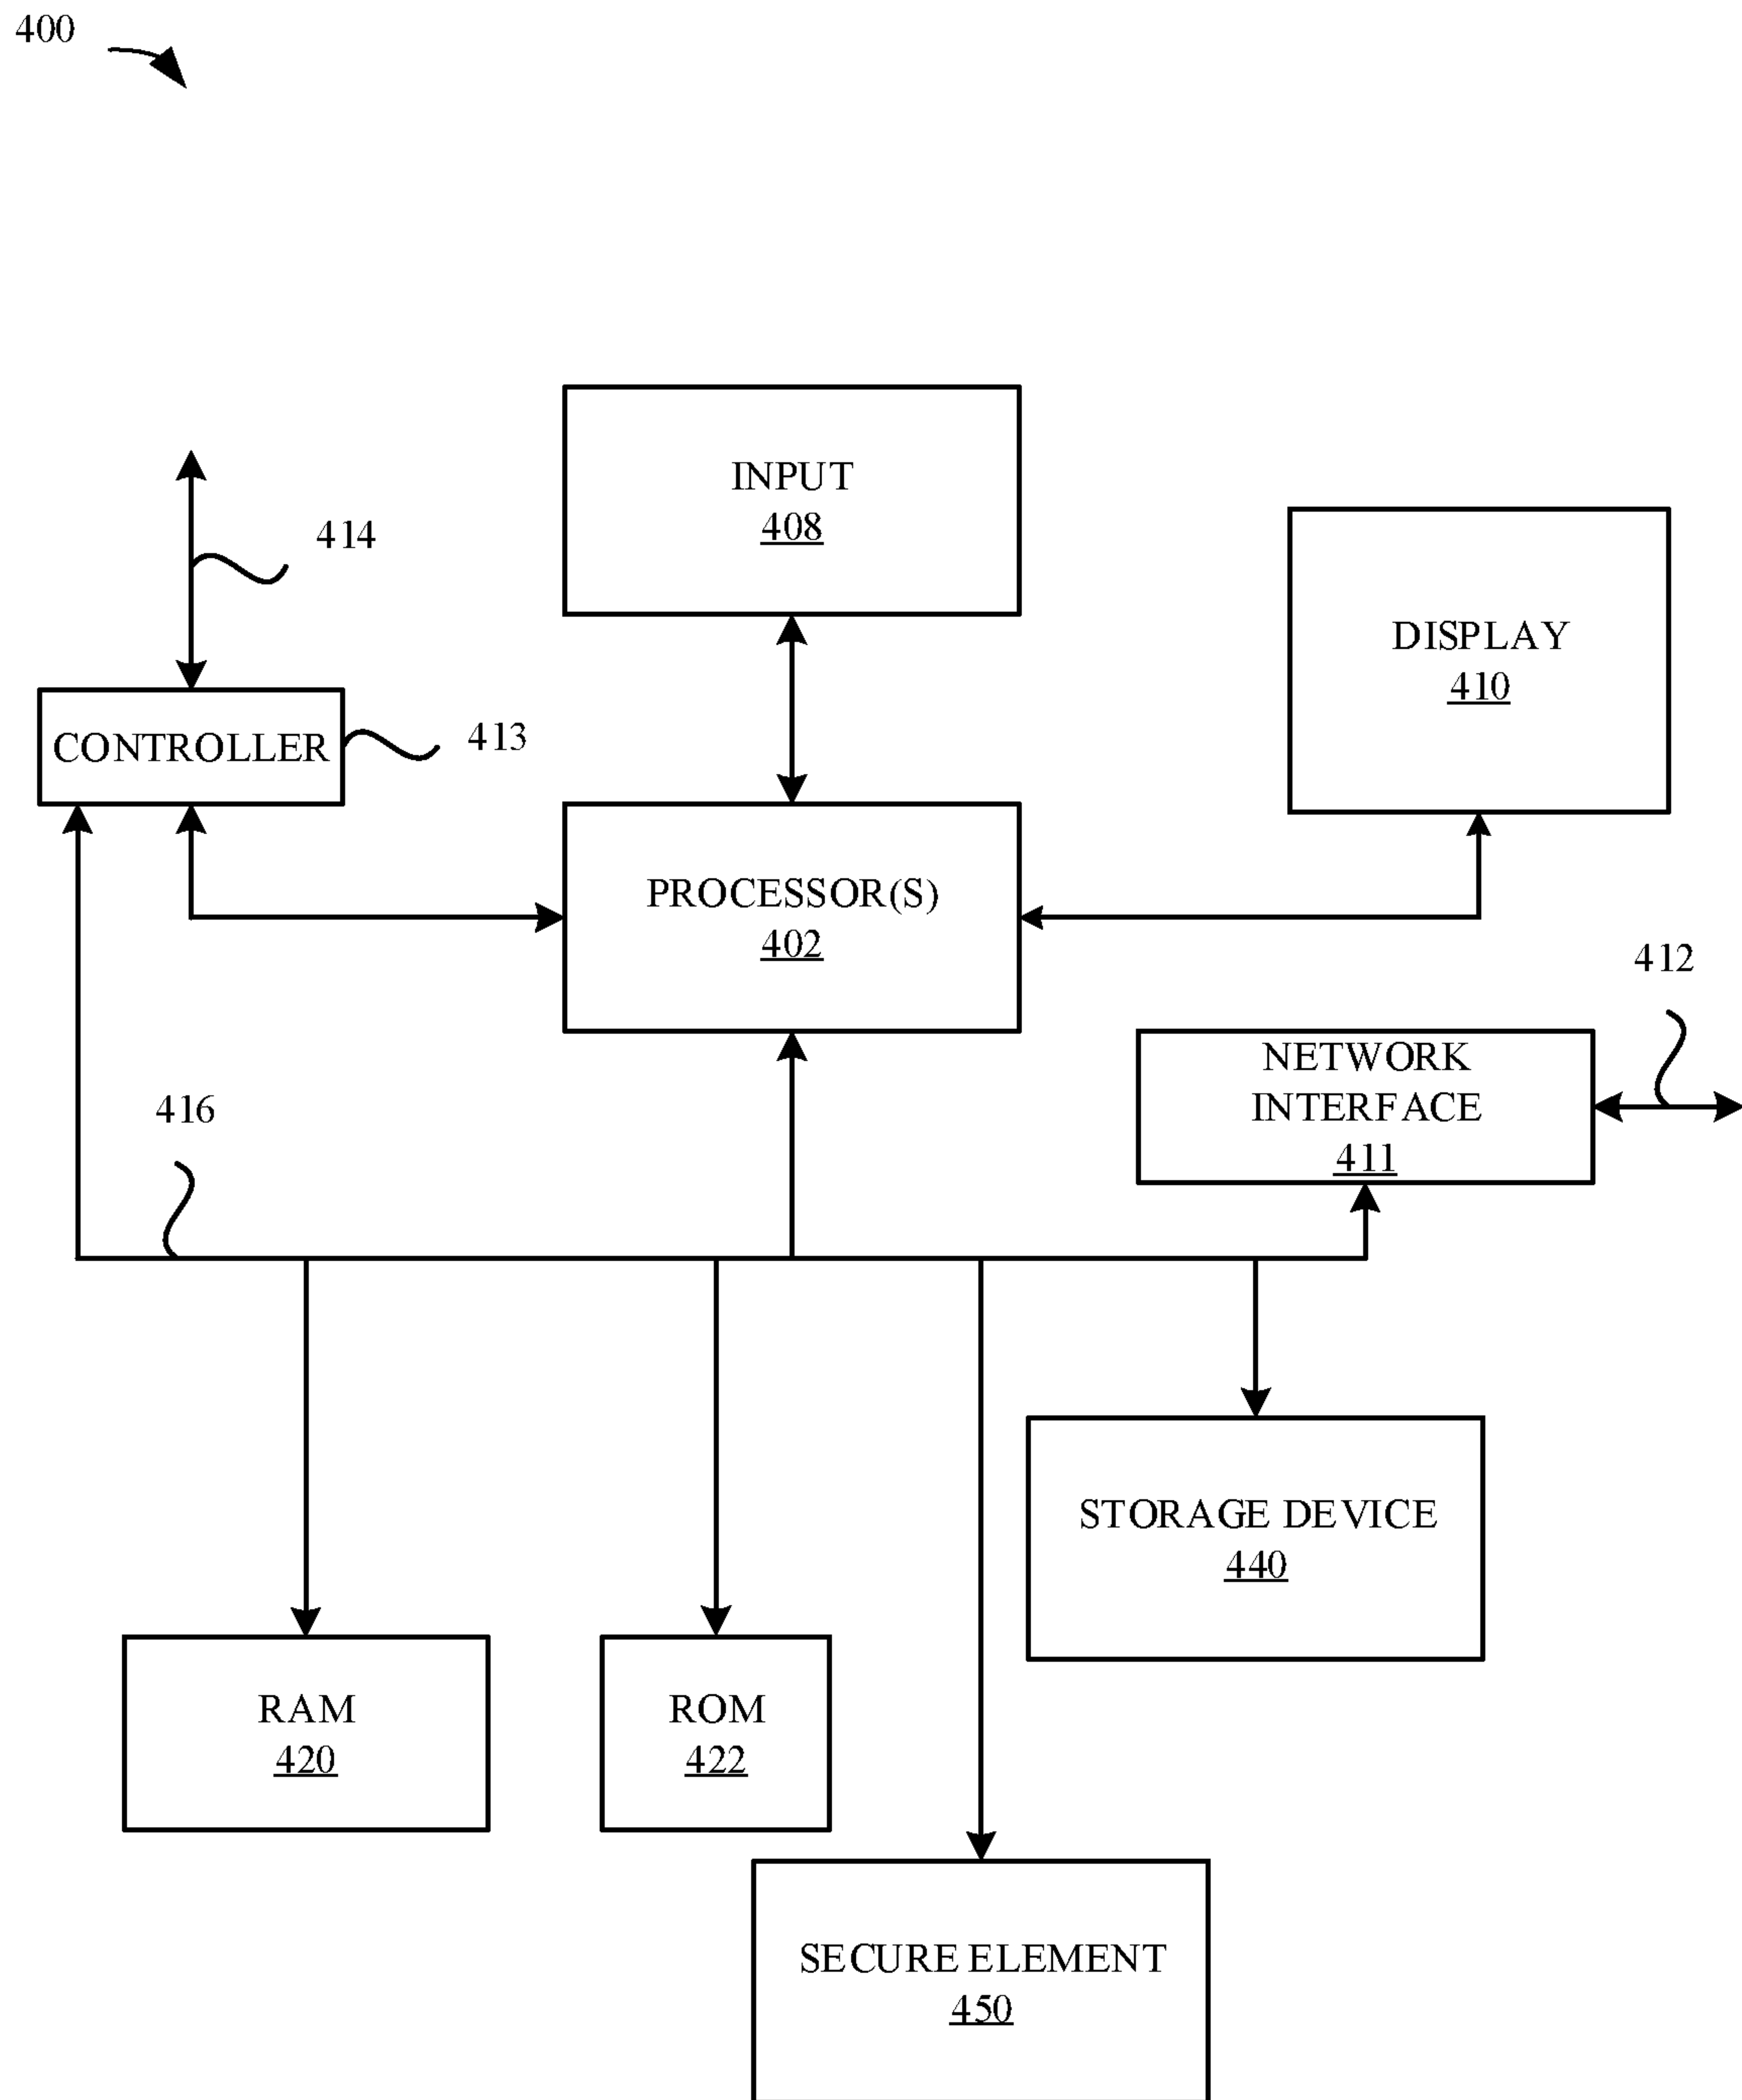 400
INPUT
408
414
DISPLAY
410
CONTROLLER
413
PROCESSOR(S)
402
412
NETWORK
INTERFACE
411
416
STORAGE DEVICE
440
RAM
420
ROM
422
SECURE ELEMENT
450